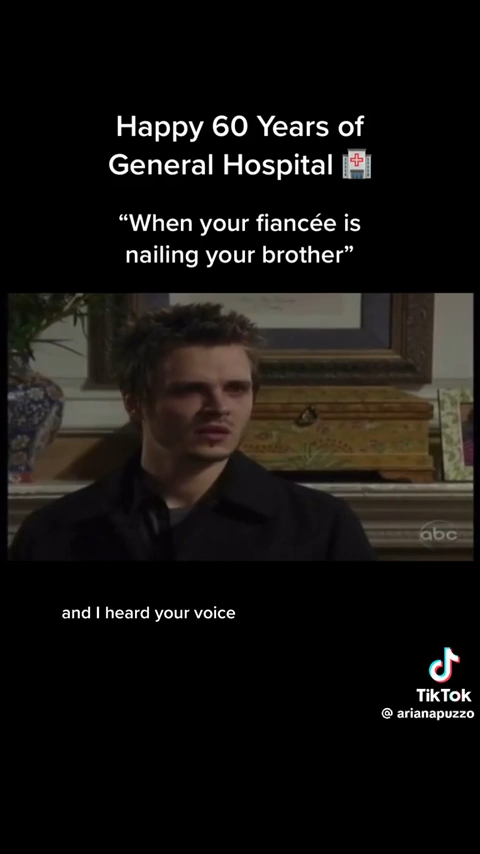 Happy 60 Years of
General Hospital 🏥
“When your fiancée is
nailing your brother”
abc
and I heard your voice
TikTok
@ arianapuzzo